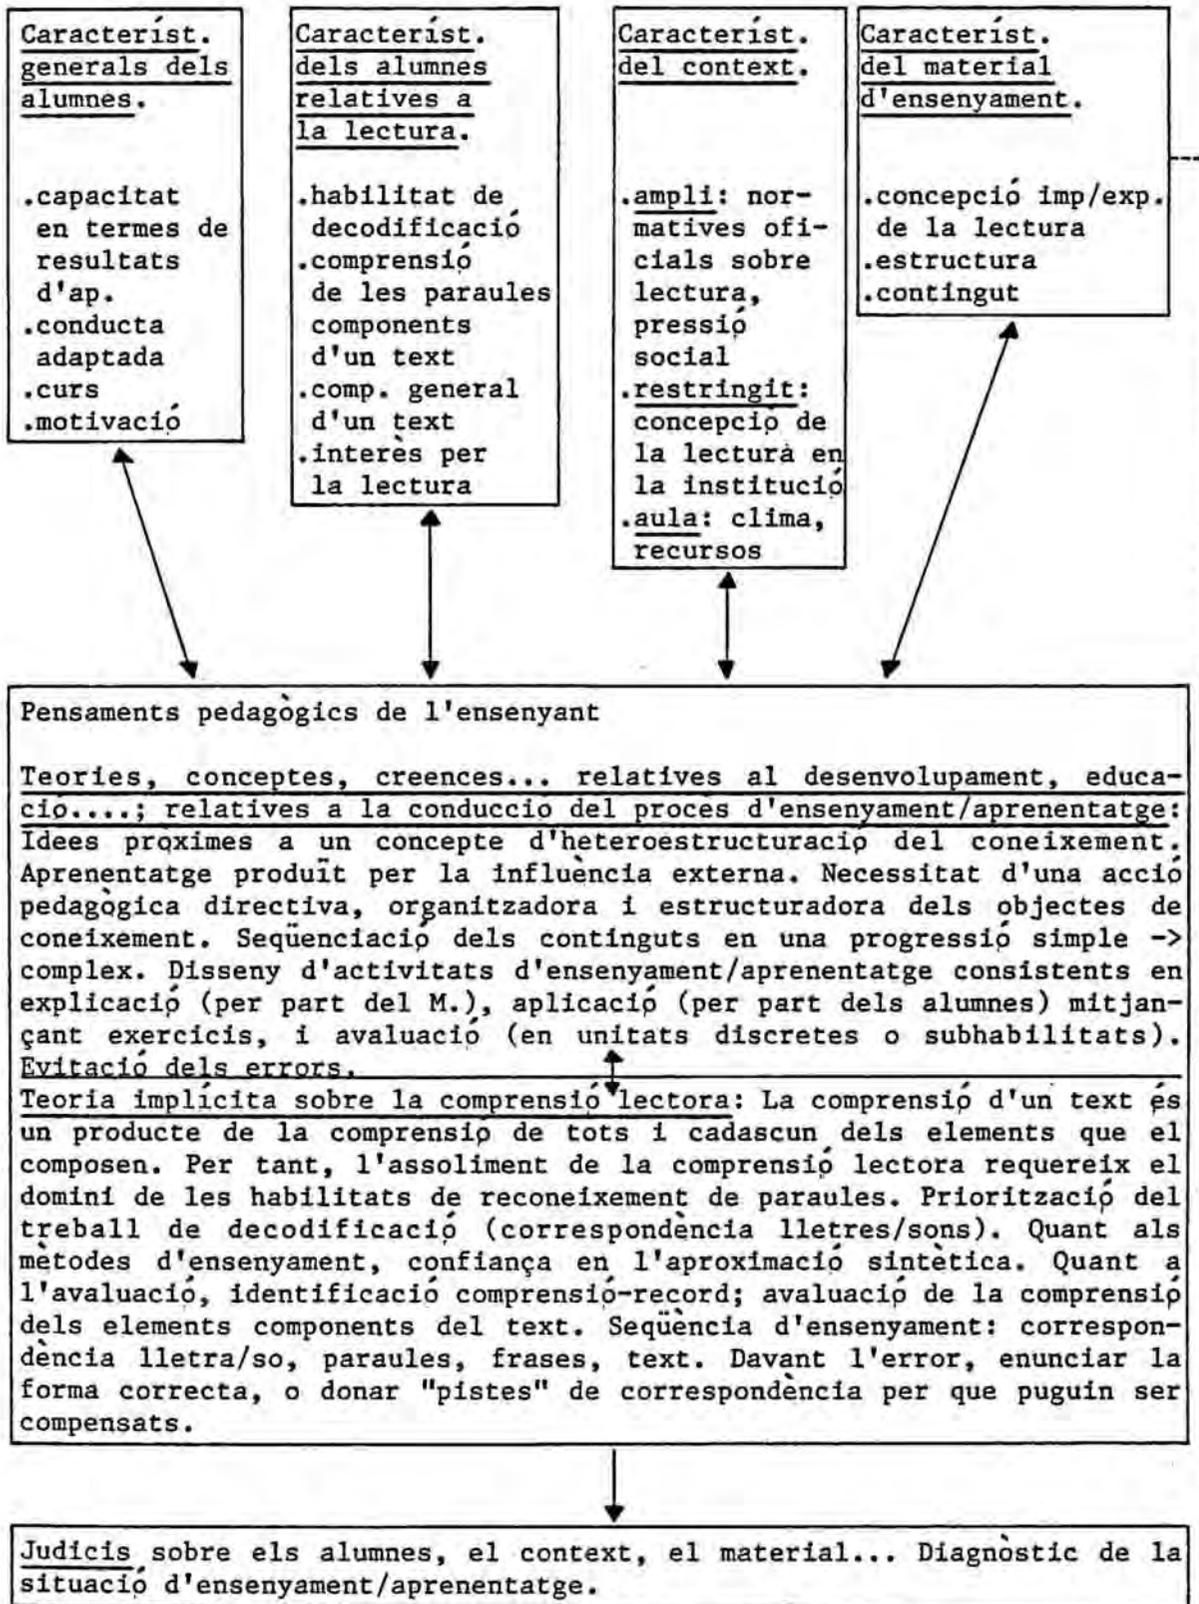 Característ.
generals dels
alumnes.
.capacitat
en termes de
resultats
d'ap.
.conducta
adaptada
.curs
.motivació
Característ.
dels alumnes
relatives a
la lectura.
.habilitat de
decodificació
.comprensió
de les paraules
components
d'un text
.comp. general
d'un text
.interès per
la lectura
Característ.
del context.
.ampli: nor-
matives ofi-
cials sobre
lectura,
pressió
social
.restringit:
concepció de
la lectura en
la institució
.aula: clima,
recursos
Característ.
del material
d'ensenyament.
.concepció imp/exp.
de la lectura
.estructura
.contingut
Pensaments pedagògics de l'ensenyant
Teories, conceptes, creences... relatives al desenvolupament, educa-
ció....; relatives a la conducció del procés d'ensenyament/aprenentatge:
Idees pròximes a un concepte d'heteroestructuració del coneixement.
Aprenentatge produït per la influència externa. Necessitat d'una acció
pedagògica directiva, organitzadora i estructuradora dels objectes de
coneixement. Seqüenciació dels continguts en una progressió simple ->
complex. Disseny d'activitats d'ensenyament/aprenentatge consistents en
explicació (per part del M.), aplicació (per part dels alumnes) mitjan-
çant exercicis, i avaluació (en unitats discretes o subhabilitats).
Evitació dels errors.
Teoria implícita sobre la comprensió lectora: La comprensió d'un text és
un producte de la comprensió de tots i cadascun dels elements que el
composen. Per tant, l'assoliment de la comprensió lectora requereix el
domini de les habilitats de reconeixement de paraules. Priorització del
treball de decodificació (correspondència lletres/sons). Quant als
mètodes d'ensenyament, confiança en l'aproximació sintètica. Quant a
l'avaluació, identificació comprensió-record; avaluació de la comprensió
dels elements components del text. Seqüència d'ensenyament: correspon-
dència lletra/so, paraules, frases, text. Davant l'error, enunciar la
forma correcta, o donar "pistes" de correspondència per que puguin ser
compensats.
Judicis sobre els alumnes, el context, el material... Diagnòstic de la
situació d'ensenyament/aprenentatge.